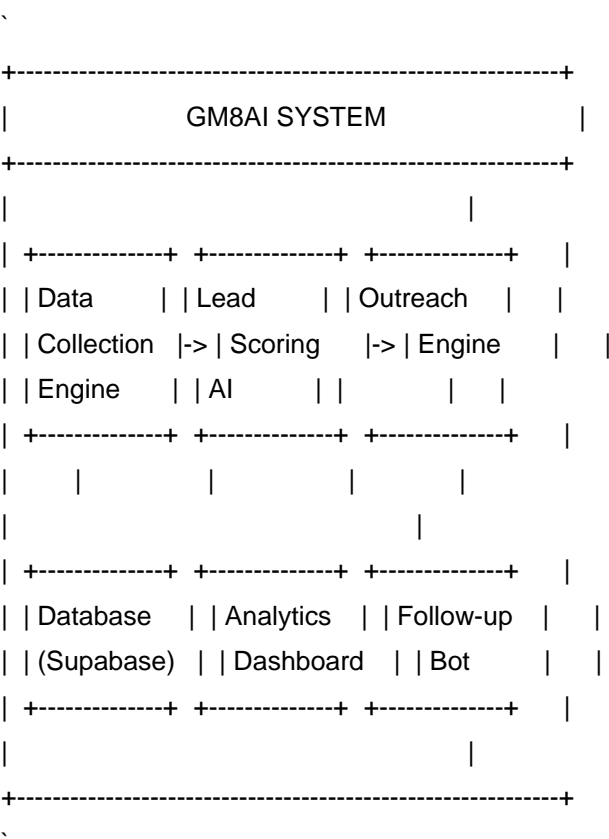 `
+-------------------------------------------------------------+
| GM8AI SYSTEM |
+-------------------------------------------------------------+
| |
| +--------------+ +--------------+ +--------------+ |
| | Data | | Lead | | Outreach | |
| | Collection |-> | Scoring |-> | Engine | |
| | Engine | | AI | | | |
| +--------------+ +--------------+ +--------------+ |
| | | | |
| |
| +--------------+ +--------------+ +--------------+ |
| | Database | | Analytics | | Follow-up | |
| | (Supabase) | | Dashboard | | Bot | |
| +--------------+ +--------------+ +--------------+ |
| |
+-------------------------------------------------------------+
`